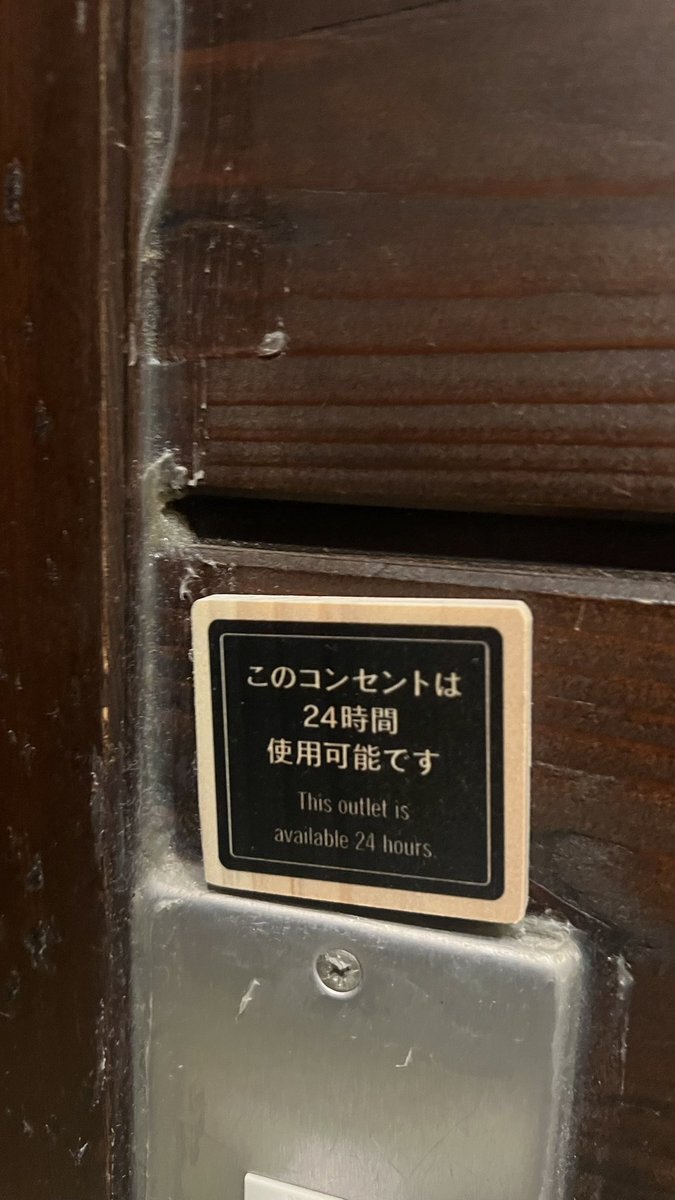 このコンセントは
24時間
使用可能です
This outlet is
available 24 hours.